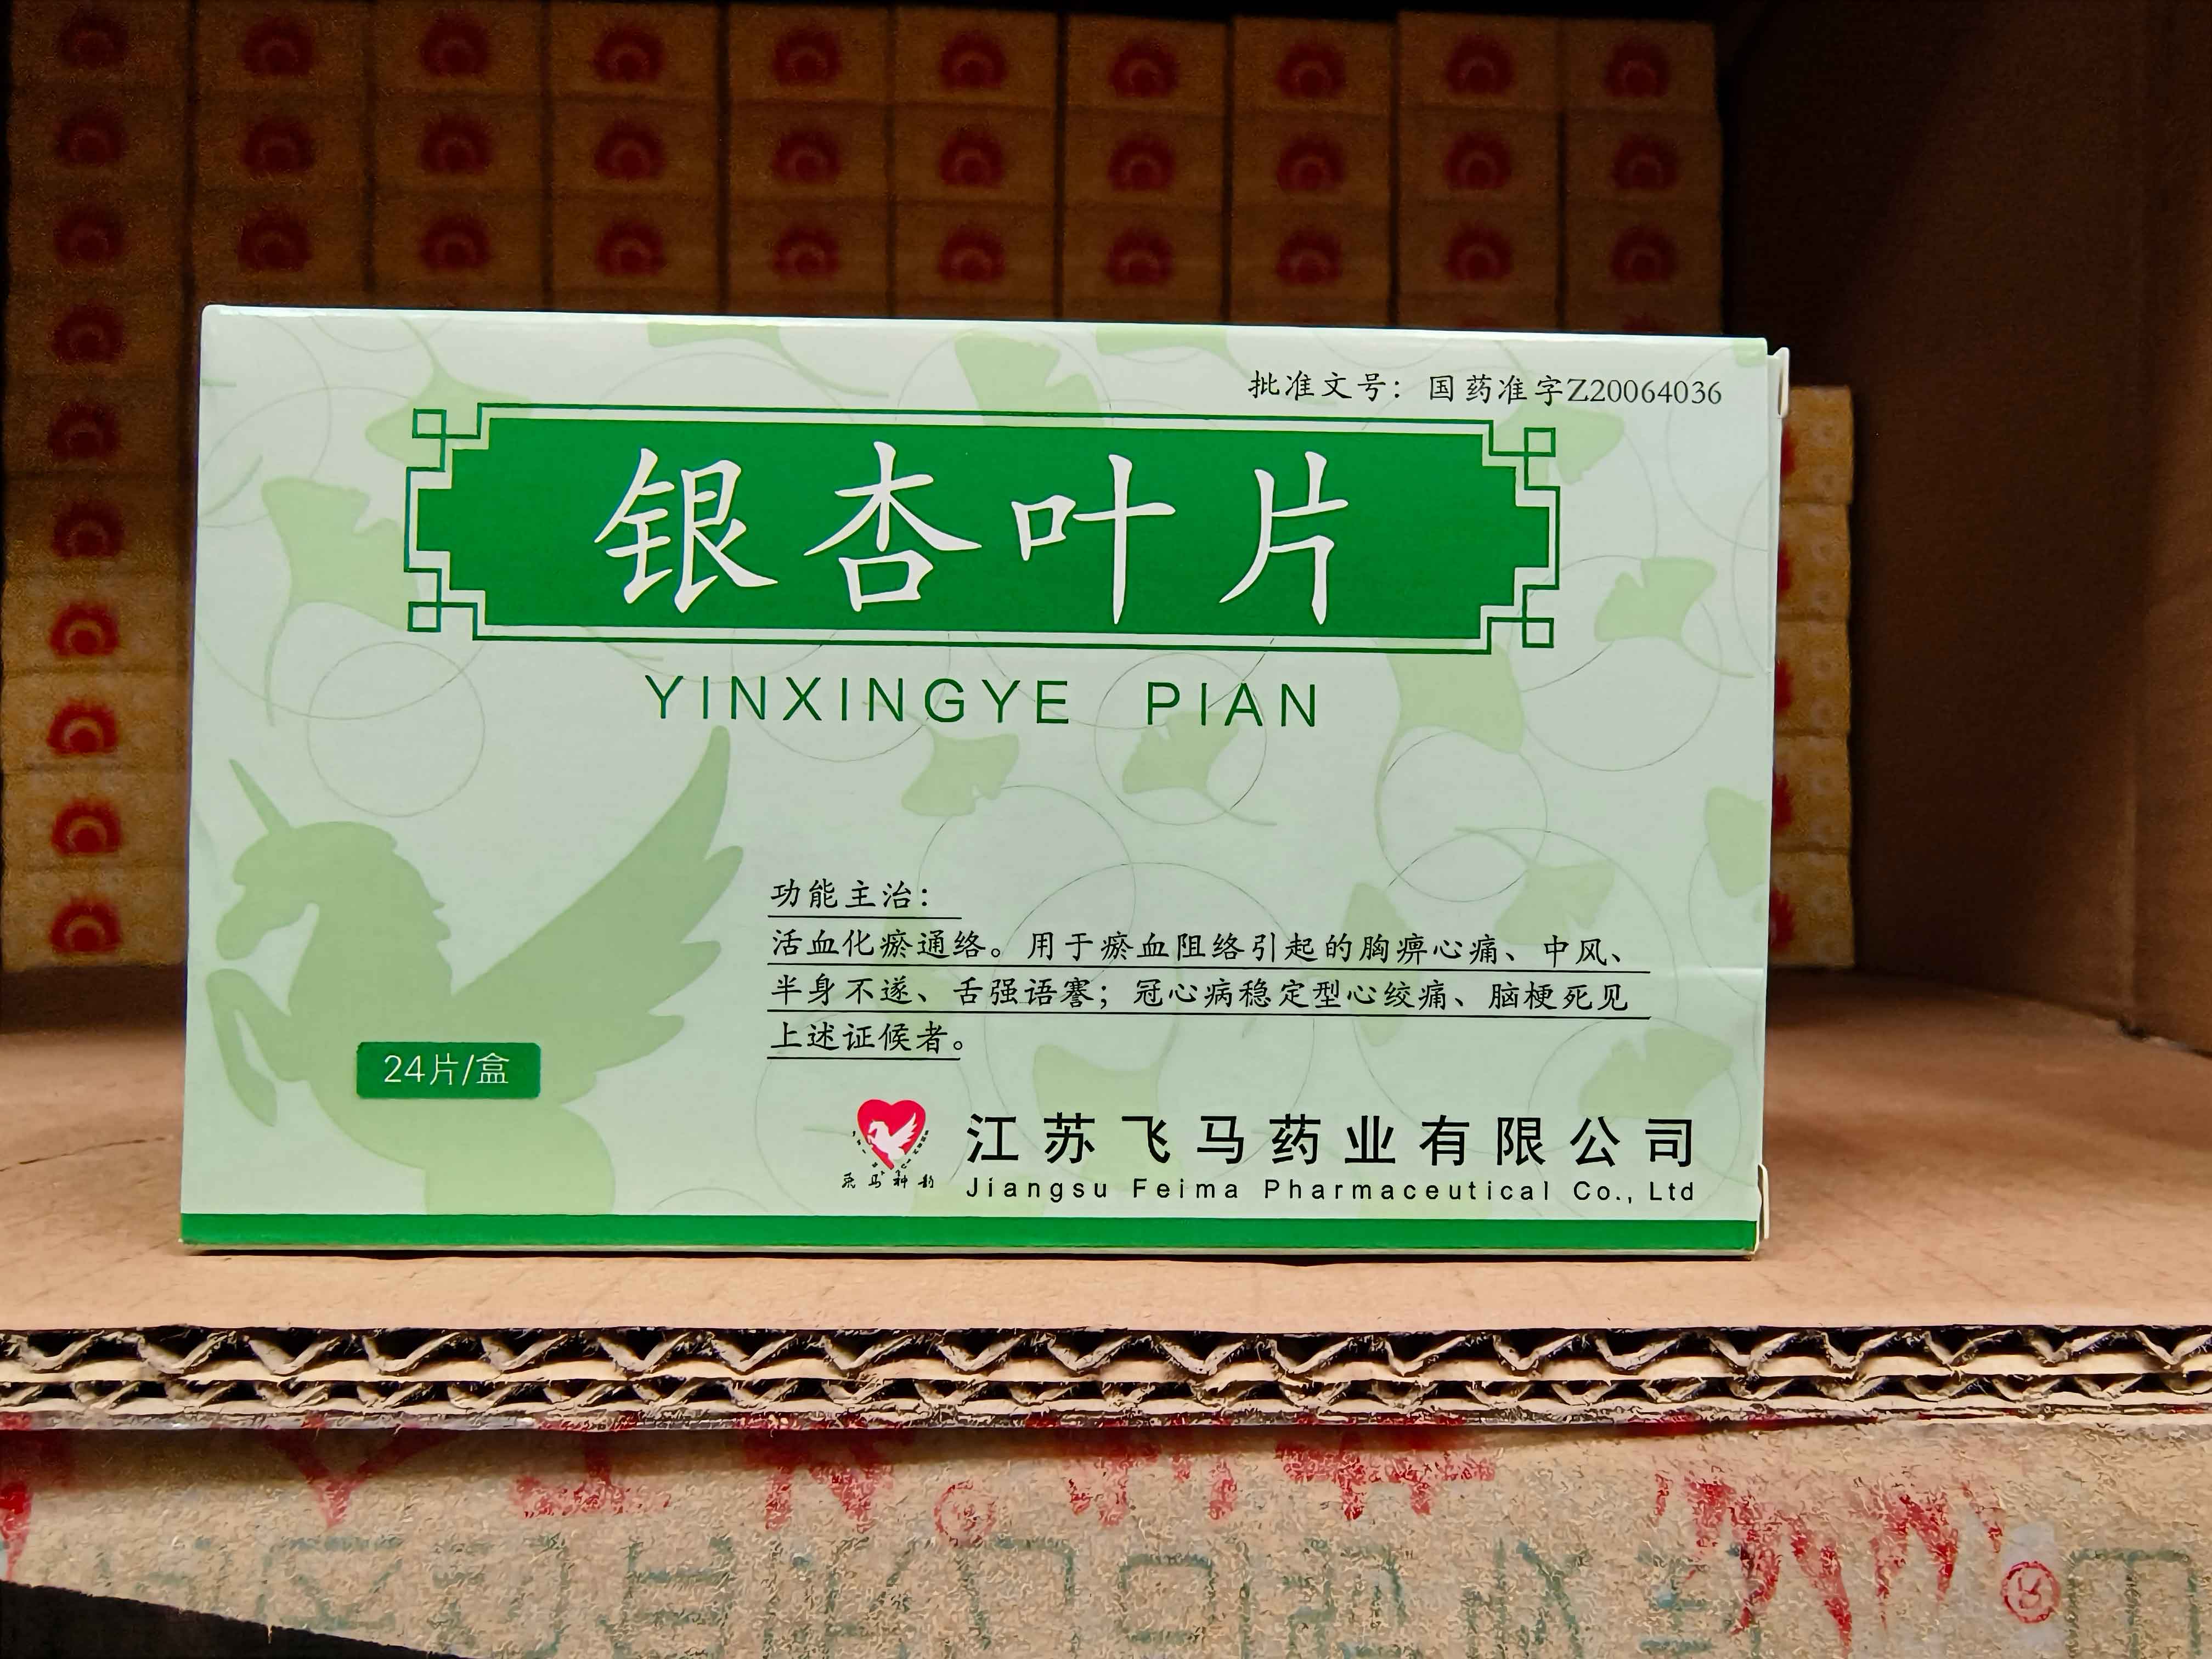 批准文号：国药准字Z20064036
银杏叶片
YINXINGYE PIAN
功能主治：
活血化瘀通络。用于瘀血阻络引起的胸痹心痛、中风、
半身不遂、舌强语謇；冠心病稳定型心绞痛、脑梗死见
上述证候者。
24片/盒
江苏飞马药业有限公司
Jiangsu Feima Pharmaceutical Co., Ltd